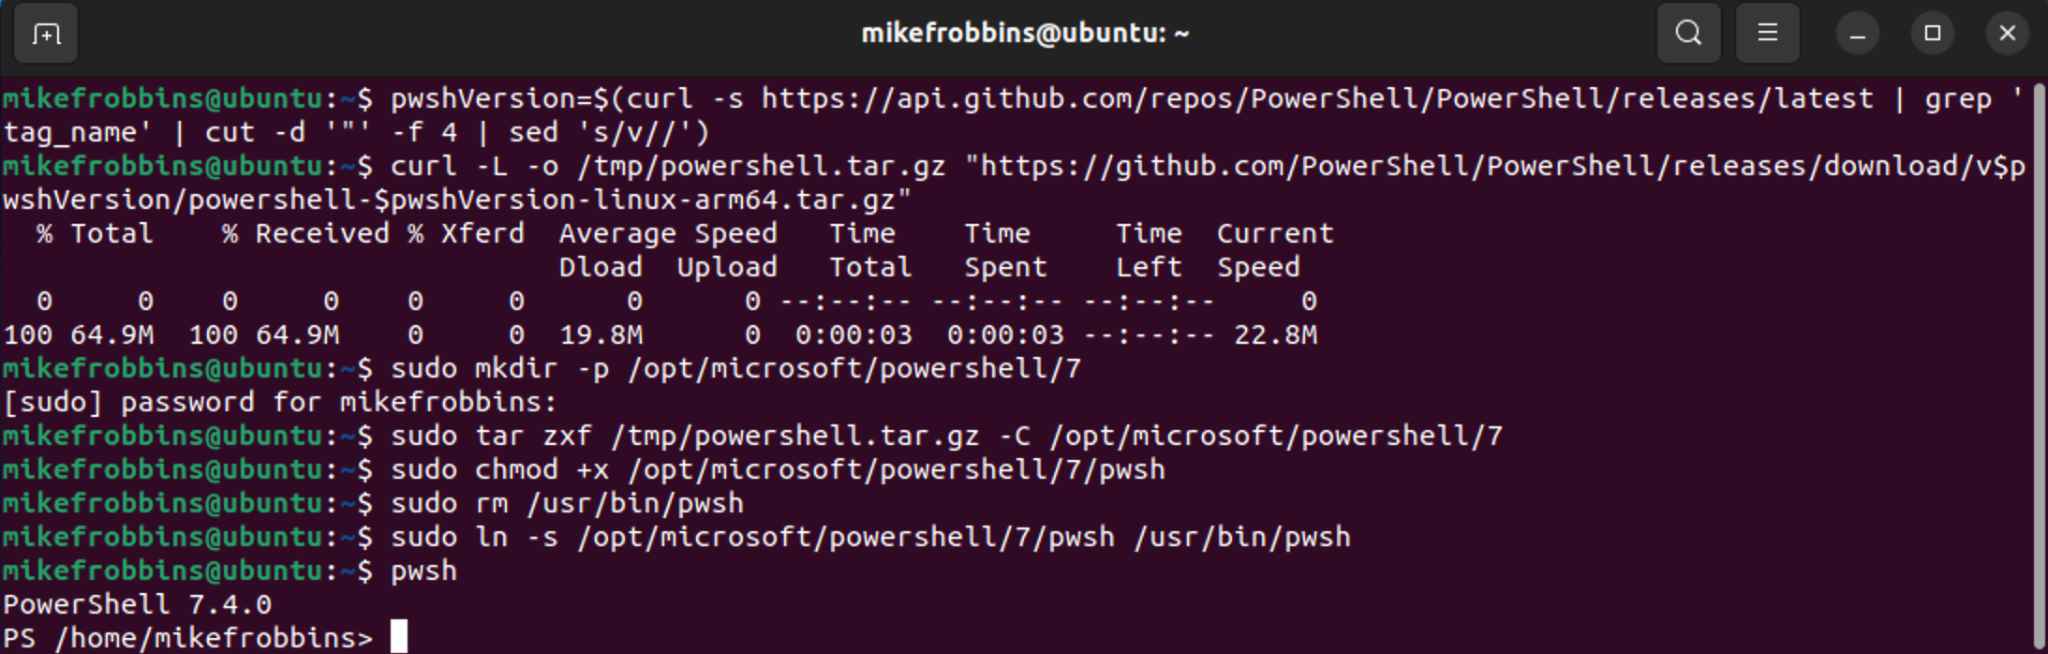 mikefrobbins@ubuntu: ~
mikefrobbins@ubuntu:~$ pwshVersion=$(curl -s https://api.github.com/repos/PowerShell/PowerShell/releases/latest | grep '
tag_name' | cut -d '"' -f 4 | sed 's/v//')
mikefrobbins@ubuntu:~$ curl -L -o /tmp/powershell.tar.gz "https://github.com/PowerShell/PowerShell/releases/download/v$p
wshVersion/powershell-$pwshVersion-linux-arm64.tar.gz"
  % Total    % Received % Xferd  Average Speed   Time    Time     Time  Current
                                 Dload  Upload   Total   Spent    Left  Speed
  0     0    0     0    0     0      0      0 --:--:-- --:--:-- --:--:--     0
100 64.9M  100 64.9M    0     0  19.8M      0  0:00:03  0:00:03 --:--:-- 22.8M
mikefrobbins@ubuntu:~$ sudo mkdir -p /opt/microsoft/powershell/7
[sudo] password for mikefrobbins:
mikefrobbins@ubuntu:~$ sudo tar zxf /tmp/powershell.tar.gz -C /opt/microsoft/powershell/7
mikefrobbins@ubuntu:~$ sudo chmod +x /opt/microsoft/powershell/7/pwsh
mikefrobbins@ubuntu:~$ sudo rm /usr/bin/pwsh
mikefrobbins@ubuntu:~$ sudo ln -s /opt/microsoft/powershell/7/pwsh /usr/bin/pwsh
mikefrobbins@ubuntu:~$ pwsh
PowerShell 7.4.0
PS /home/mikefrobbins>